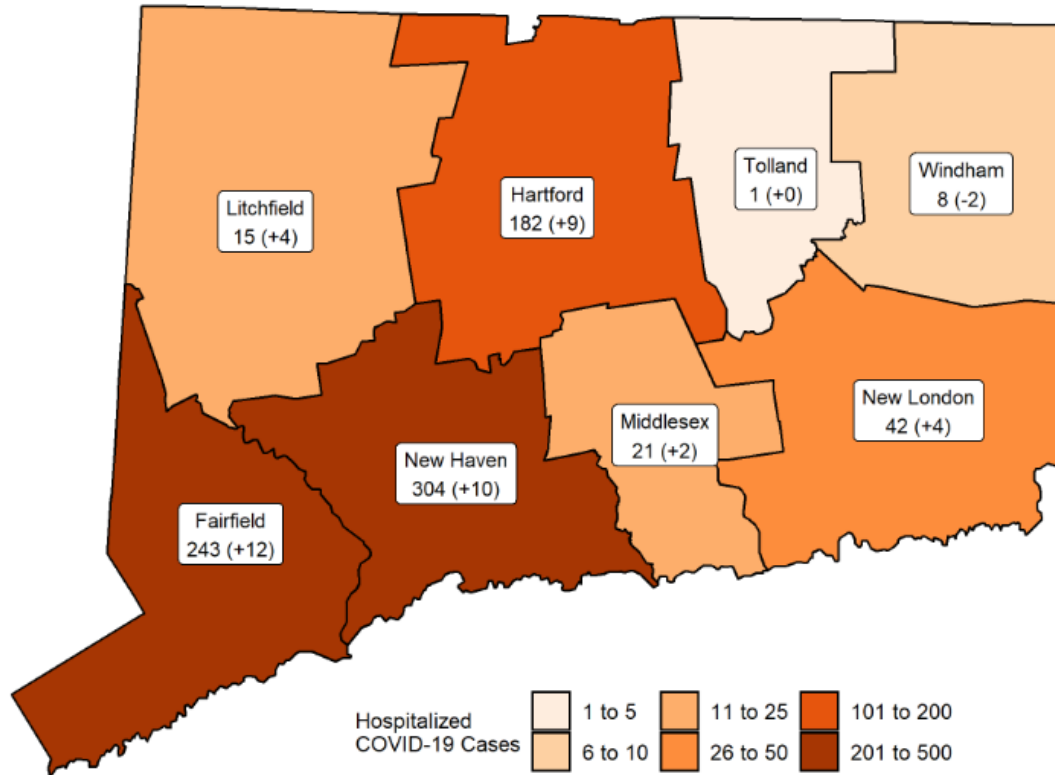 Tolland
1 (+0)
Windham
8 (-2)
Litchfield
15 (+4)
Hartford
182 (+9)
New London
42 (+4)
Middlesex
21 (+2)
New Haven
304 (+10)
Fairfield
243 (+12)
Hospitalized
COVID-19 Cases
1 to 5
11 to 25
101 to 200
6 to 10
26 to 50
201 to 500